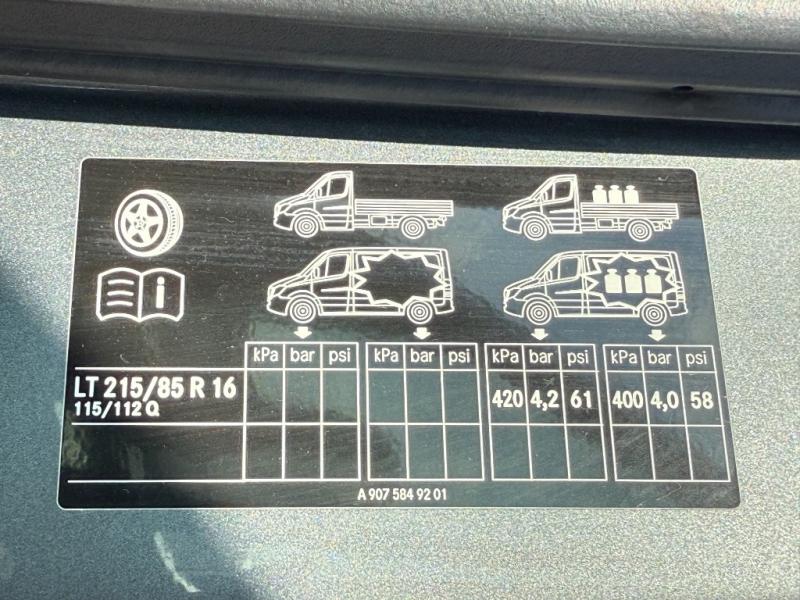 i
kPa bar psi kPa bar psi kPa bar psi kPa bar psi
LT 215/85 R 16 420 4,2 61 400 4,0 58
115/112 Q
A 907 584 92 01